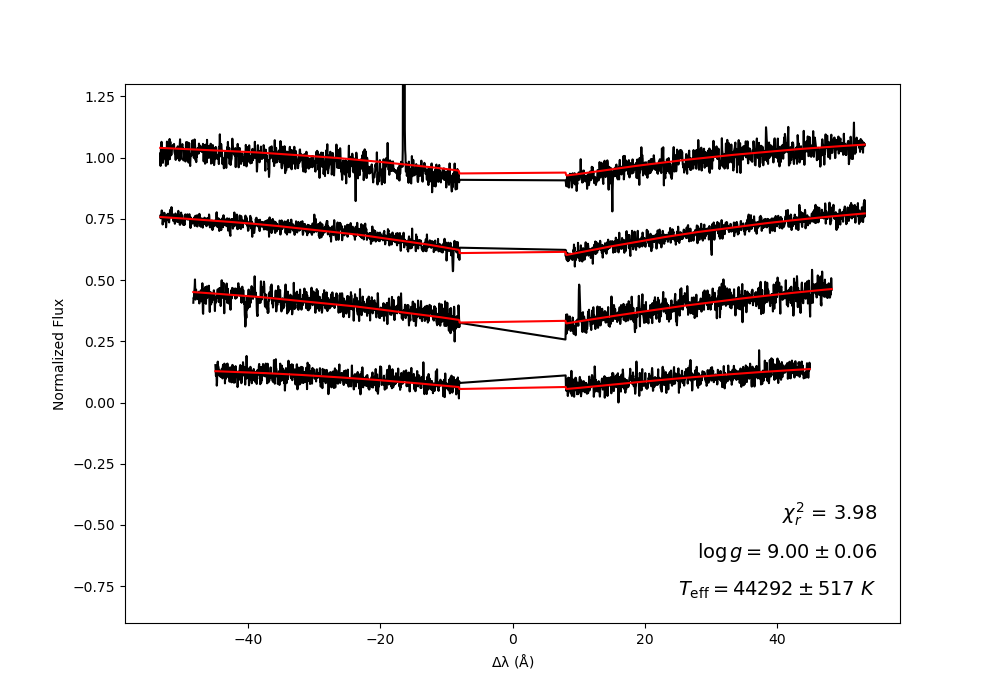 1.25
1.00
0.75
0.50
0.25
0.00
−0.25
−0.50
−0.75
Normalized Flux
−40
−20
0
20
40
Δλ (Å)
χ²ᵣ = 3.98
log g = 9.00 ± 0.06
T_eff = 44292 ± 517 K